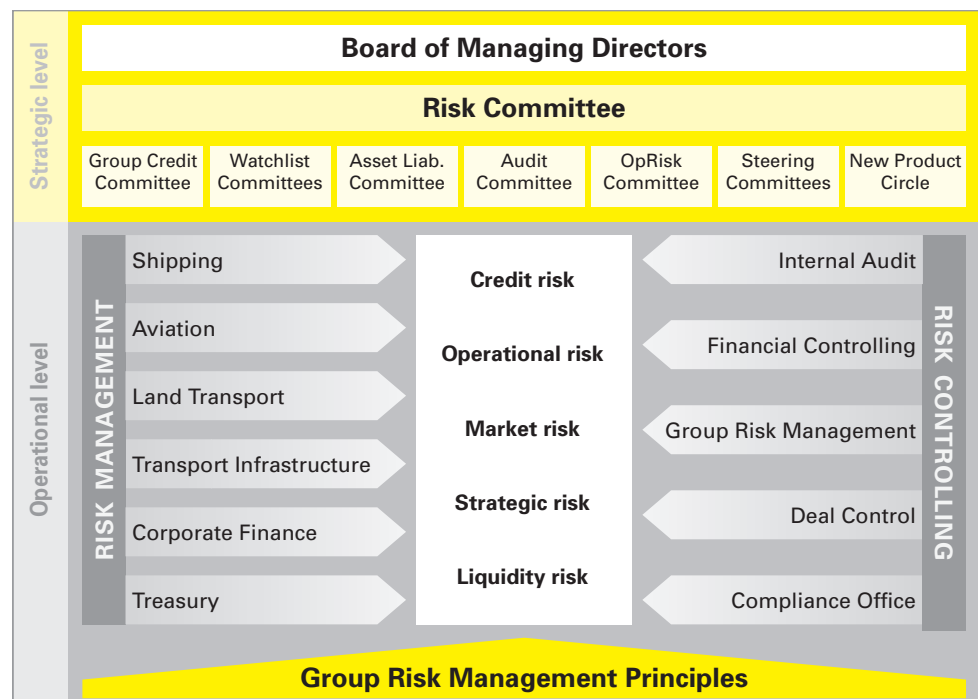 Strategic level
Board of Managing Directors
Risk Committee
Group Credit
Committee
Watchlist
Committees
Asset Liab.
Committee
Audit
Committee
OpRisk
Committee
Steering
Committees
New Product
Circle
Operational level
RISK MANAGEMENT
Shipping
Aviation
Land Transport
Transport Infrastructure
Corporate Finance
Treasury
Credit risk
Operational risk
Market risk
Strategic risk
Liquidity risk
Internal Audit
Financial Controlling
Group Risk Management
Deal Control
Compliance Office
RISK CONTROLLING
Group Risk Management Principles